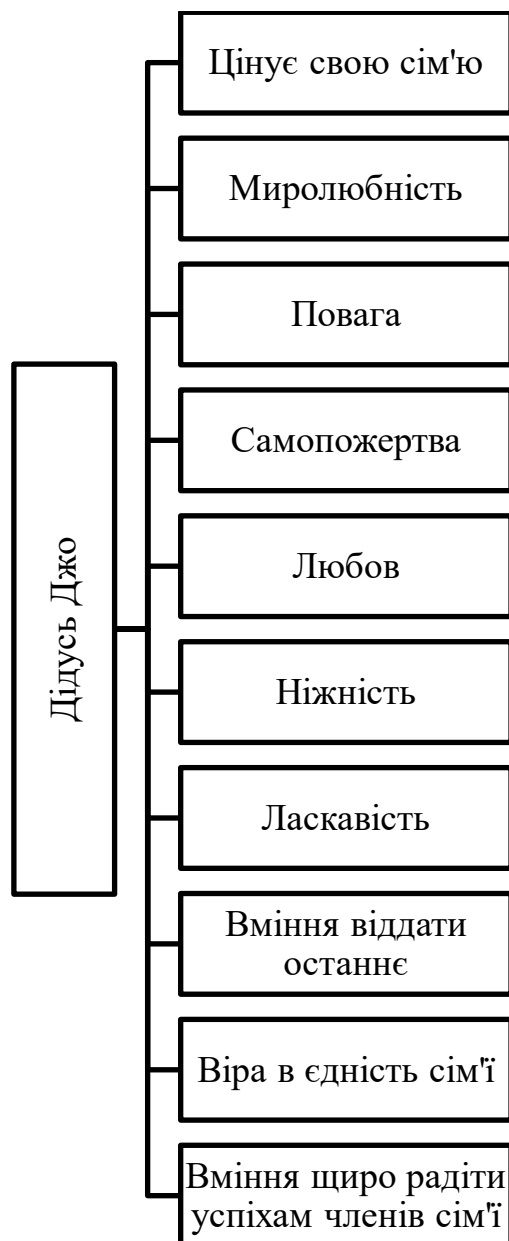 Дідусь Джо
Цінує свою сім'ю
Миролюбність
Повага
Самопожертва
Любов
Ніжність
Ласкавість
Вміння віддати
останнє
Віра в єдність сім'ї
Вміння щиро радіти
успіхам членів сім'ї